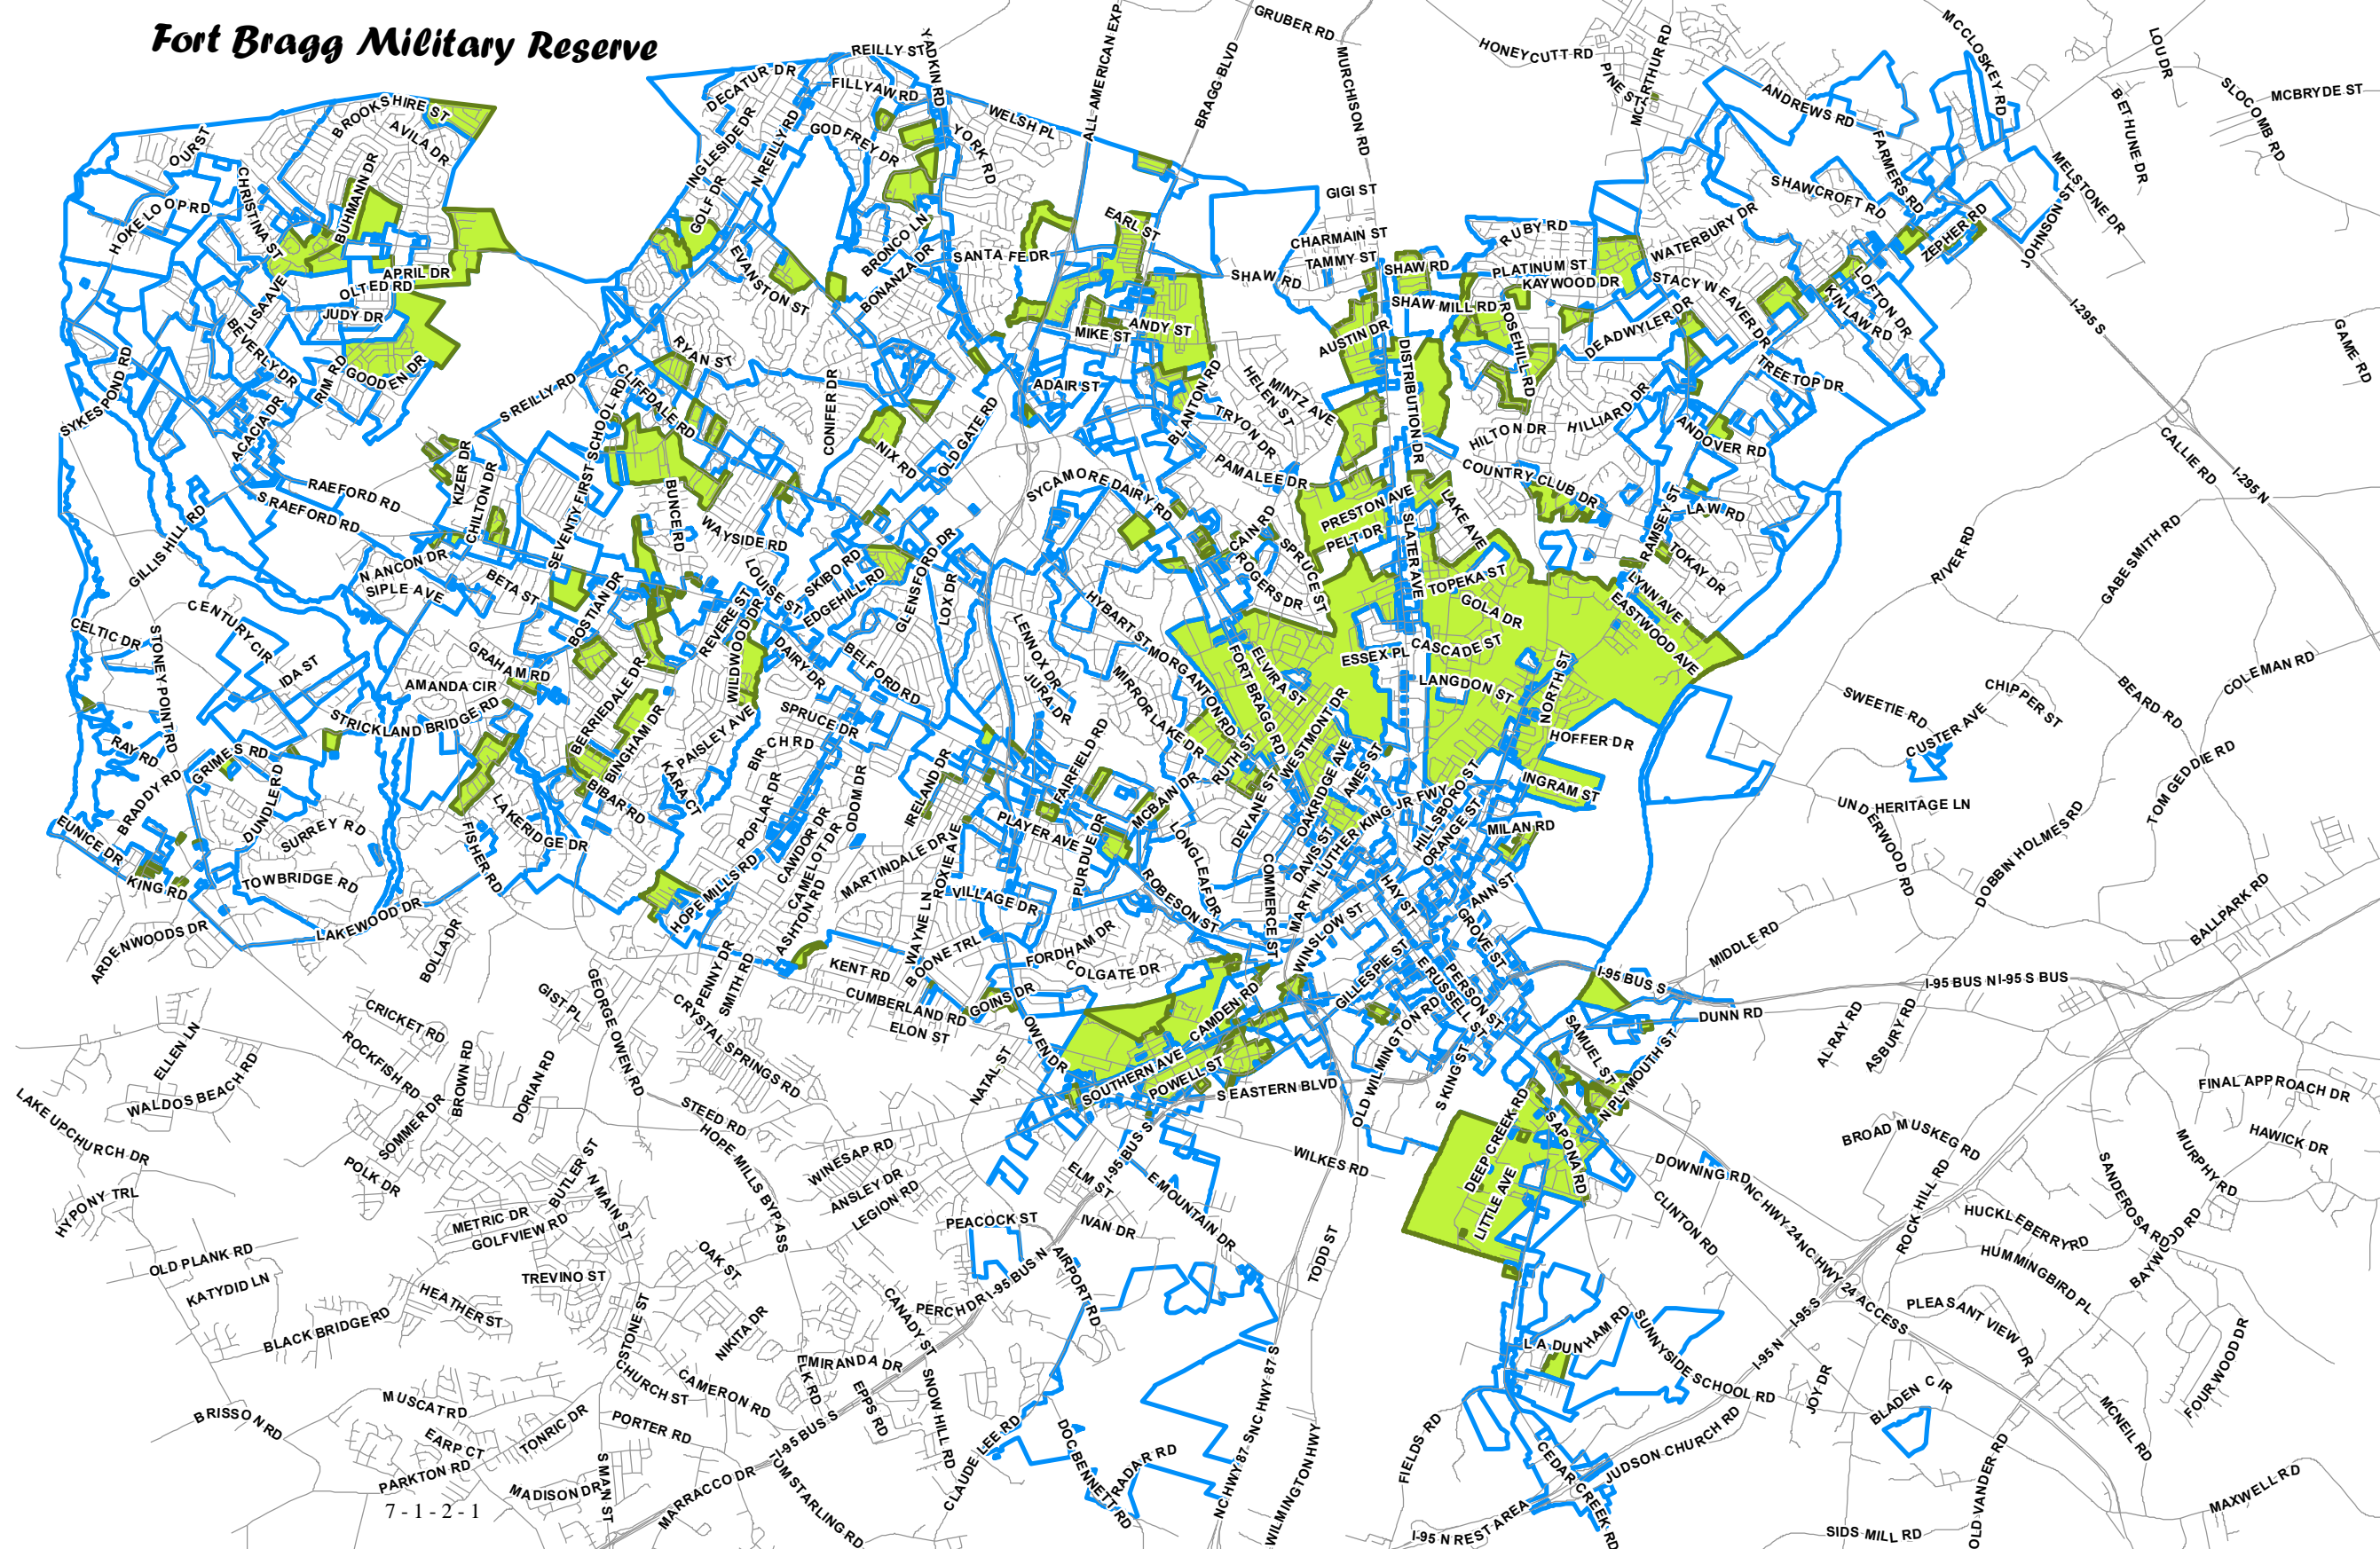 Fort Bragg Military Reserve
REILLY ST
YADKIN RD
ALL AMERICAN EXP
BRAGG BLVD
GRUBER RD
MURCHISON RD
HONEYCUTT RD
PINE ST
MCARTHUR RD
MCCLOSKEY RD
LOU DR
BETHUNE DR
SLOCOMB RD
MCBRYDE ST
DECATUR DR
FILLYAW RD
WELSH PL
ANDREWS RD
BROOKSHIRE ST
AVILA DR
OUR ST
INGLESIDE DR
N REILLY RD
GODFREY DR
YORK RD
FARMERS RD
MELSTONE DR
CHRISTINA ST
BUHMANN DR
GOLF DR
GIGI ST
SHAWCROFT RD
JOHNSON ST
HOKE LOOP RD
BRONCO LN
EARL ST
CHARMAIN ST
RUBY RD
WATERBURY DR
ZEPHER RD
EVANSTON ST
BONANZA DR
SANTA FE DR
TAMMY ST
SHAW RD
SHAW RD
PLATINUM ST
KAYWOOD DR
STACY WEAVER DR
LOFTON DR
KINLAW RD
APRIL DR
OLTED RD
ELISA AVE
JUDY DR
SHAW MILL RD
ROSEHILL RD
DEADWYLER DR
I-295 S
GAME RD
BEVERLY DR
RIM RD
GOODEN DR
RYAN ST
MIKE ST
ANDY ST
AUSTIN DR
DISTRIBUTION DR
TREETOP DR
SYKES POND RD
ACACIA DR
S REILLY RD
CLIFFDALE RD
CONIFER DR
ADAIR ST
BLANTON RD
HELEN ST
MINTZ AVE
TRYON DR
HILTON DR
HILLIARD DR
ANDOVER RD
CALLIE RD
I-295 N
KIZER DR
CHILTON DR
SEVENTY-FIRST SCHOOL RD
BUNCE RD
NIX RD
OLD GATE RD
SYCAMORE DAIRY RD
PAMALEE DR
COUNTRY CLUB DR
RAEFORD RD
S RAEFORD RD
WAYSIDE RD
CAIN RD
PRESTON AVE
PELT DR
LAKE AVE
SLATER AVE
RAMSEY ST
LAW RD
TOKAY DR
RIVER RD
GABE SMITH RD
GILLIS HILL RD
N ANCON DR
SIPLE AVE
BETA ST
BOSTIAN DR
LOUISE ST
SKIBO RD
EDGEHILL RD
GLENSFORD DR
LOX DR
ROGERS DR
SPRUCE ST
TOPEKA ST
GOLA DR
LYNN AVE
EASTWOOD AVE
CENTURY CIR
CELTIC DR
STONEY POINT RD
IDA ST
GRAHAM RD
AMANDA CIR
STRICKLAND BRIDGE RD
REVERE ST
WILDWOOD DR
DAIRY DR
BELFORD RD
LENNOX DR
JURA DR
HYBART ST
MORGANTON RD
MIRROR LAKE DR
FORT BRAGG RD
ELVIRA ST
ESSEX PL
CASCADE ST
LANGDON ST
NORTH ST
HOFFER DR
COLEMAN RD
SWEETIE RD
CHIPPER ST
CUSTER AVE
BEARD RD
TOM GEDDIE RD
RAY RD
GRIMES RD
BRADDY RD
DUNDLE RD
SURREY RD
BERRIEDALE DR
BINGHAM DR
PAISLEY AVE
KARA CT
BIBAR RD
BIRCH RD
SPRUCE DR
POPLAR DR
ODOM DR
IRELAND DR
FAIRFIELD RD
MCBAIN DR
RUTH ST
WESTMONT DR
DEVANE ST
OAKRIDGE AVE
AMES ST
DAVIS ST
MARTIN LUTHER KING JR FWY
HILLSBORO ST
ORANGE ST
INGRAM ST
MILAN RD
UNDERWOOD RD
HERITAGE LN
DOBBIN HOLMES RD
EUNICE DR
KING RD
TOWBRIDGE RD
LAKERIDGE DR
FISHER RD
HOPE MILLS RD
CAWDOR DR
CAMELOT DR
ASHTON RD
MARTINDALE DR
ROXIE AVE
PLAYER AVE
PURDUE DR
LONGLEAF DR
ROBESON ST
COMMERCE ST
VILLAGE DR
WAYNE LN
HAY ST
ANN ST
GROVE ST
WINSLOW ST
BALLPARK RD
MIDDLE RD
ARDENWOODS DR
LAKEWOOD DR
BOLLA DR
PENNY DR
SMITH RD
KENT RD
BOONE TRL
FORDHAM DR
COLGATE DR
GILLESPIE ST
E RUSSELL ST
PERSON ST
I-95 BUS S
I-95 BUS N
I-95 S BUS
DUNN RD
CUMBERLAND RD
ELON ST
GOINS DR
OWEN DR
CAMDEN RD
OLD WILMINGTON RD
SAMUEL ST
N PLYMOUTH ST
AL RAY RD
ASBURY RD
ELLEN LN
WALDOS BEACH RD
CRICKET RD
ROCKFISH RD
GIST PL
GEORGE OWEN RD
CRYSTAL SPRINGS RD
BROWN RD
DORIAN RD
SOMMER DR
POLK DR
STEED RD
HOPE MILLS BYPASS
NATAL ST
SOUTHERN AVE
POWELL ST
S EASTERN BLVD
S KING ST
DEEP CREEK RD
SAPONA RD
LITTLE AVE
FINAL APPROACH DR
HAWICK DR
BROAD MUSKEG RD
MURPHY RD
SANDEROSA RD
BAYWOOD RD
LAKE UPCHURCH DR
HYPONY TRL
BUTLER ST
N MAIN ST
METRIC DR
GOLFVIEW RD
WINESAP RD
ANSLEY DR
LEGION RD
ELM ST
I-95 BUS S
E MOUNTAIN DR
IVAN DR
WILKES RD
DOWNING RD
CLINTON RD
NC HWY 24
NC HWY 24 ACCESS
ROCK HILL RD
HUCKLEBERRY RD
HUMMINGBIRD PL
OLD PLANK RD
KATYDID LN
TREVINO ST
OAK ST
PEACOCK ST
AIRPORT RD
TODD ST
HEATHER ST
BLACK BRIDGE RD
STONE ST
NIKITA DR
CANADY ST
PERCH DR
I-95 BUS N
SUNNYSIDE SCHOOL RD
L A DUNHAM RD
I-95 N
I-95 S
PLEASANT VIEW DR
FOURWOOD DR
CHURCH ST
CAMERON RD
ELK RD
MIRANDA DR
EPPS RD
SNOW HILL RD
JOY DR
BLADEN CIR
MCNEIL RD
BRISSON RD
MUSCAT RD
EARP CT
TONRIC DR
PORTER RD
I-95 BUS S
CLAUDE LEE RD
DOC BENNETT RD
RADAR RD
NC HWY 87 S
NC HWY 87 S
WILMINGTON HWY
FIELDS RD
CEDAR CREEK RD
JUDSON CHURCH RD
PARKTON RD
MADISON DR
S MAIN ST
MARRACCO DR
TOM STARLING RD
I-95 N REST AREA
SIDS MILL RD
OLD VANDER RD
MAXWELL RD
7 - 1 - 2 - 1